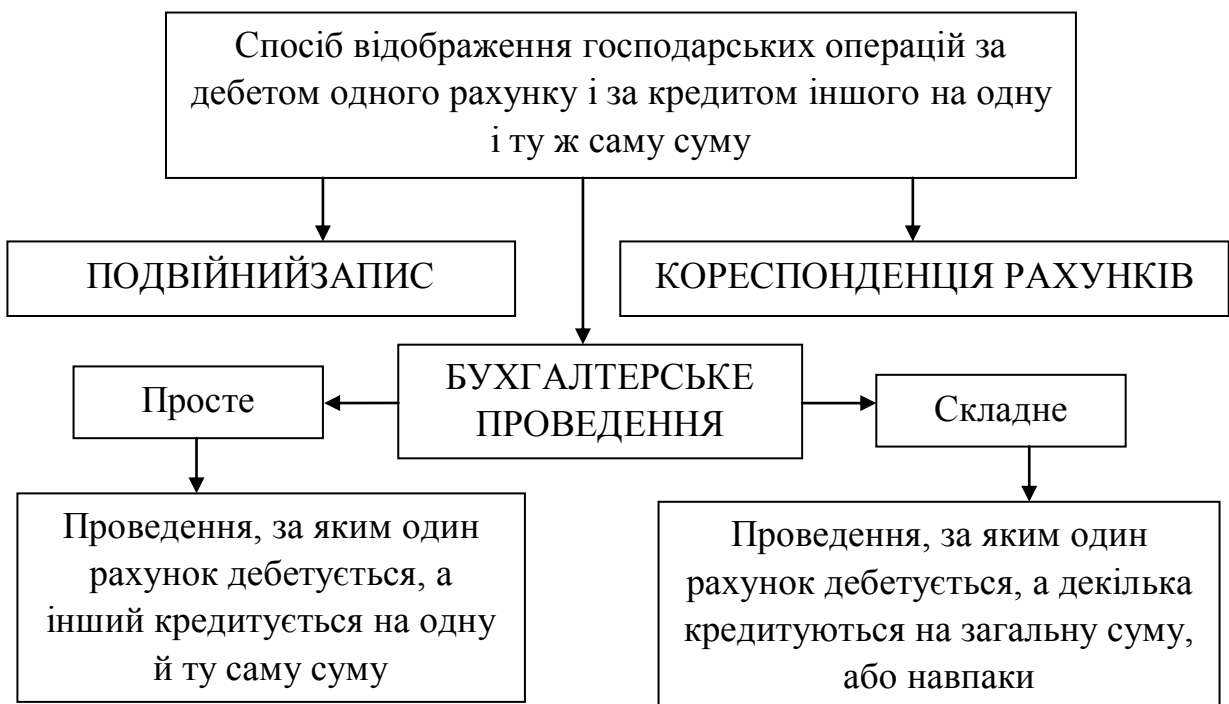 Спосіб відображення господарських операцій за
дебетом одного рахунку і за кредитом іншого на одну
і ту ж саму суму
ПОДВІЙНИЙЗАПИС
КОРЕСПОНДЕНЦІЯ РАХУНКІВ
БУХГАЛТЕРСЬКЕ
ПРОВЕДЕННЯ
Просте
Складне
Проведення, за яким один
рахунок дебетується, а
інший кредитується на одну
й ту саму суму
Проведення, за яким один
рахунок дебетується, а декілька
кредитуються на загальну суму,
або навпаки